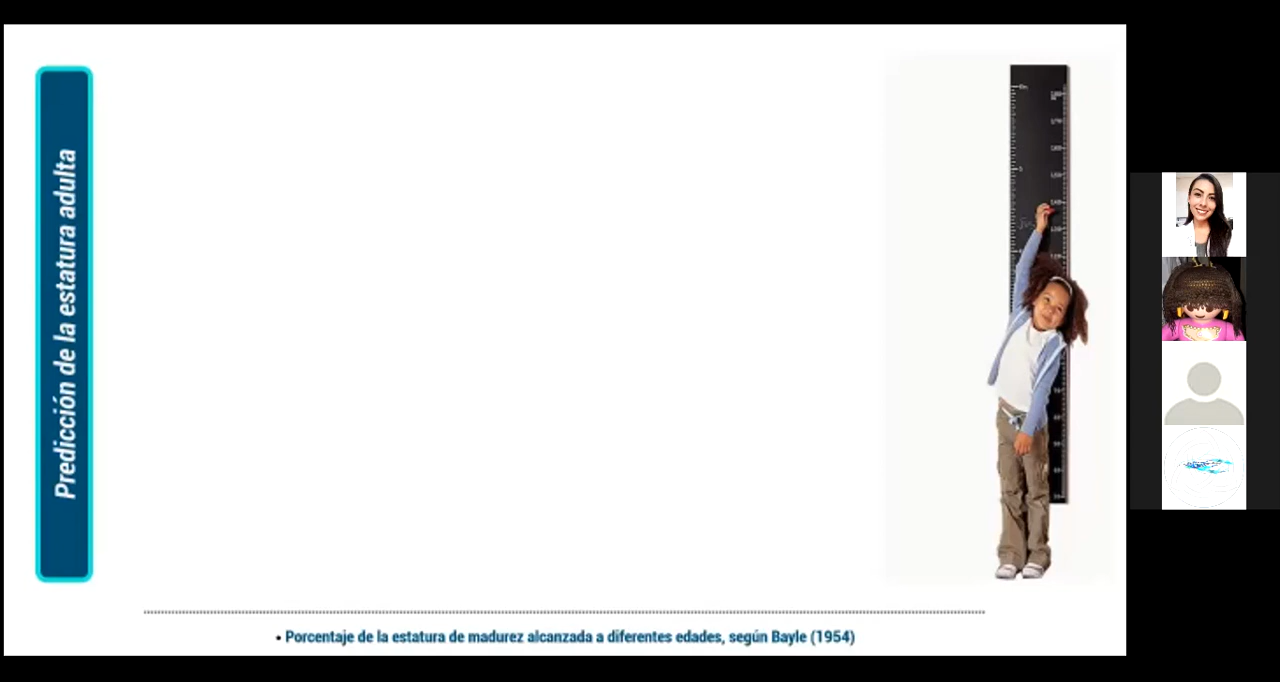 Predicción de la estatura adulta
• Porcentaje de la estatura de madurez alcanzada a diferentes edades, según Bayle (1954)